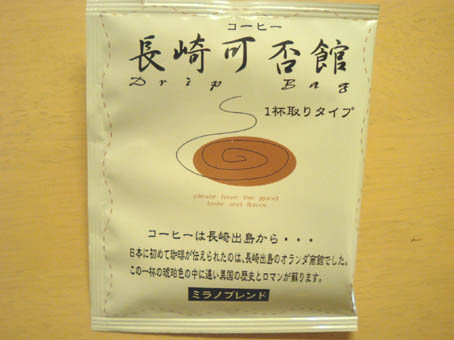 コーヒー
長崎可否館
Drip Bag
1杯取りタイプ
please have the good
taste and flavor
コーヒーは長崎出島から・・・
日本に初めて珈琲が伝えられたのは、長崎出島のオランダ商館でした。
この一杯の琥珀色の中に遠い異国の歴史とロマンが蘇ります。
ミラノブレンド